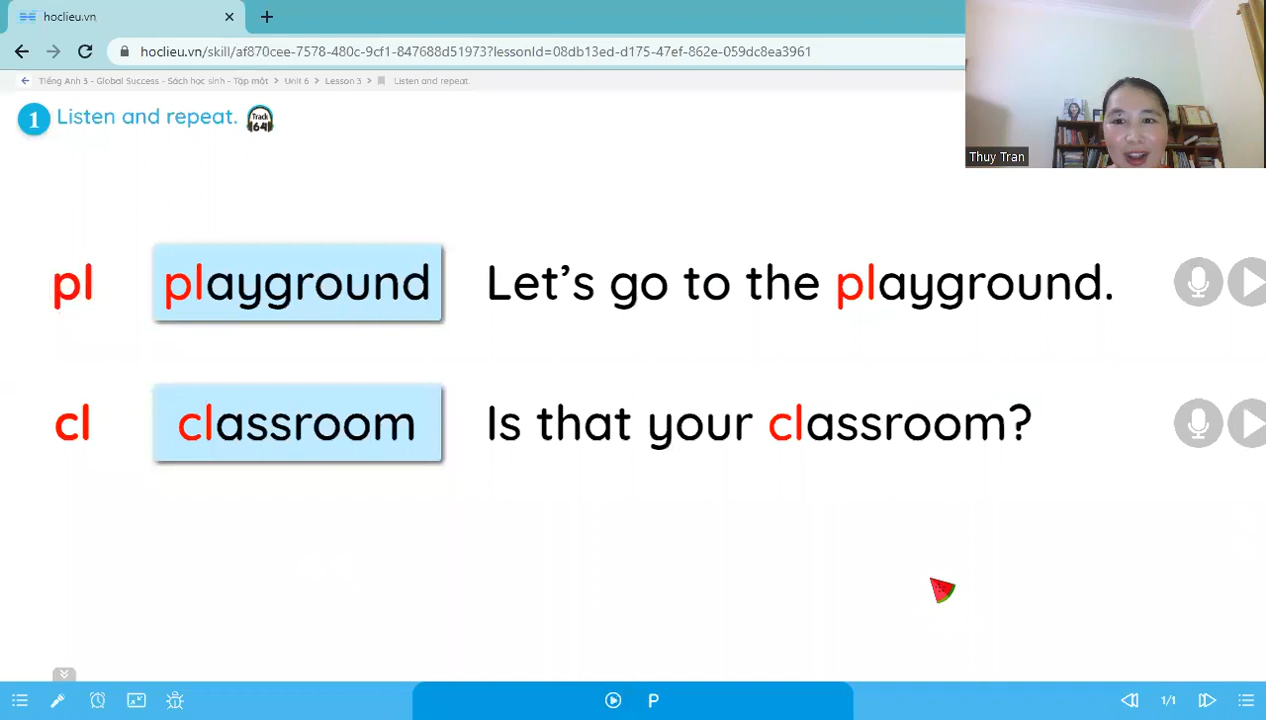 hoclieu.vn
hoclieu.vn/skill/af870cee-7578-480c-9cf1-847688d51973?lessonId=08db13ed-d175-47ef-862e-059dc8ea3961
Tiếng Anh 3 - Global Success - Sách học sinh - Tập một > Unit 6 > Lesson 3 > Listen and repeat.
1 Listen and repeat. Track 64
Thuy Tran
pl playground Let's go to the playground.
cl classroom Is that your classroom?
P
1/1